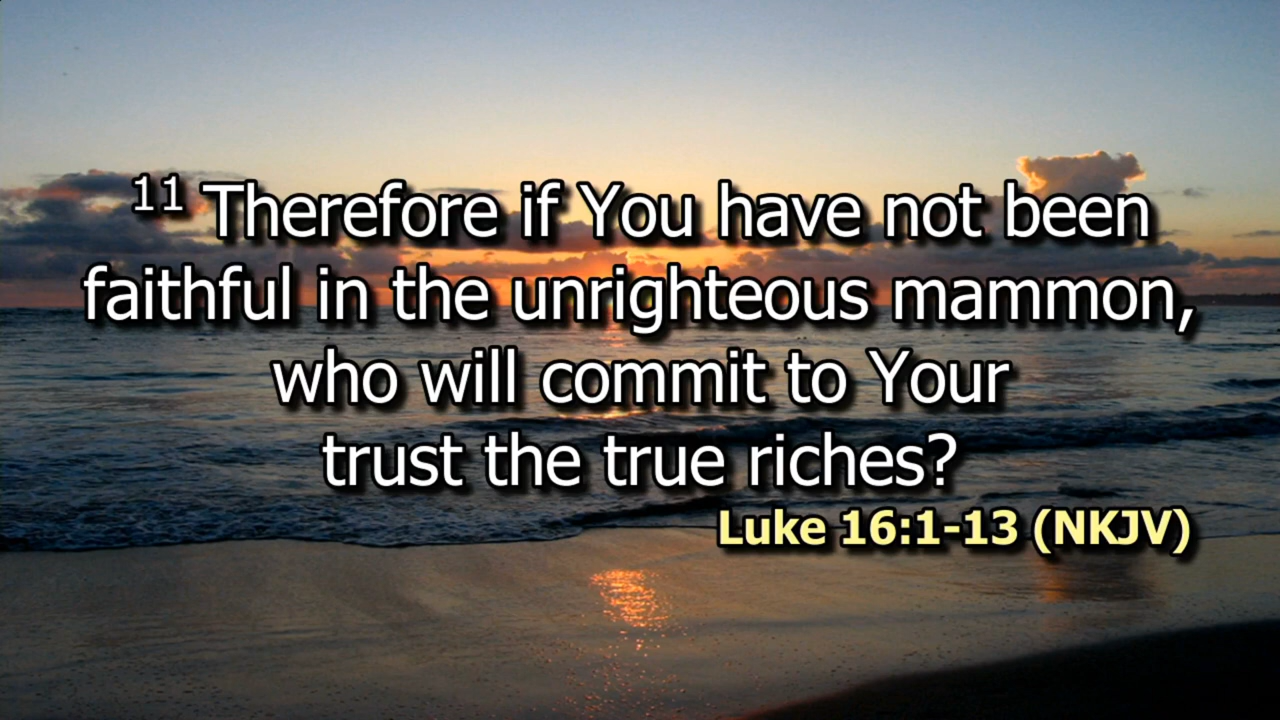 11 Therefore if You have not been
faithful in the unrighteous mammon,
who will commit to Your
trust the true riches?
Luke 16:1-13 (NKJV)